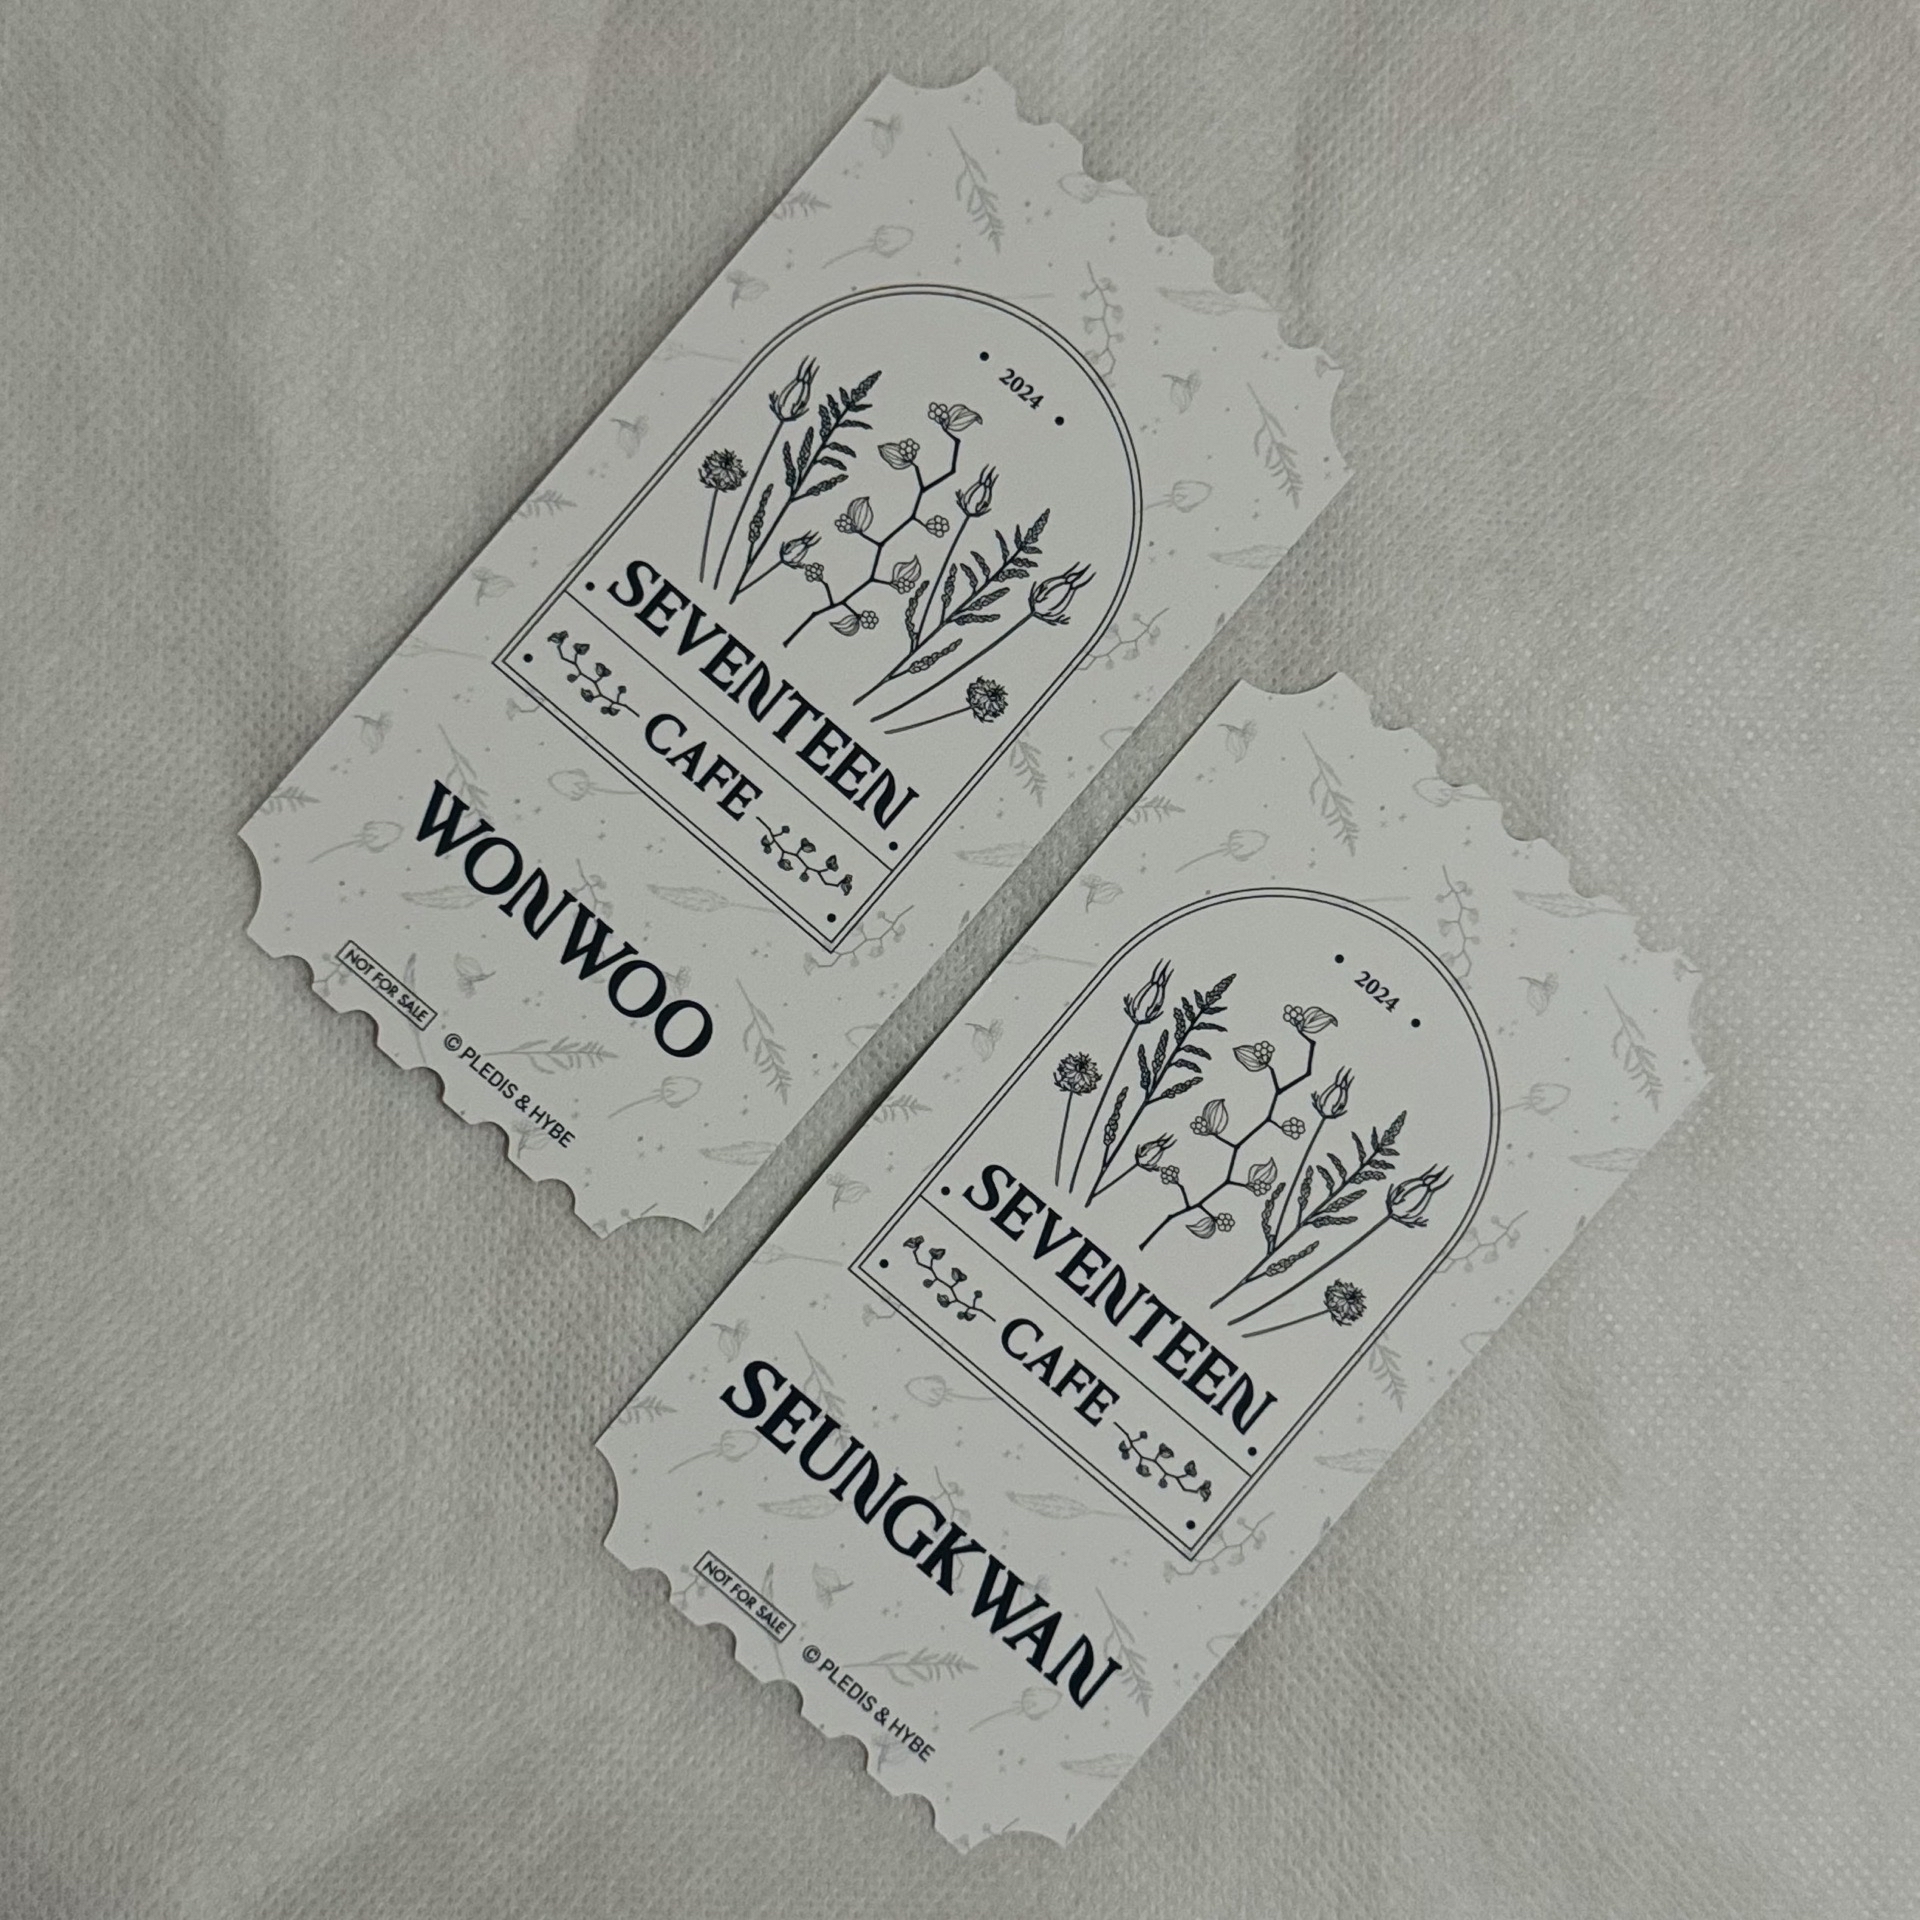 2024
SEVENTEEN
CAFE
WONWOO
NOT FOR SALE
© PLEDIS & HYBE
2024
SEVENTEEN
CAFE
SEUNGKWAN
NOT FOR SALE
© PLEDIS & HYBE